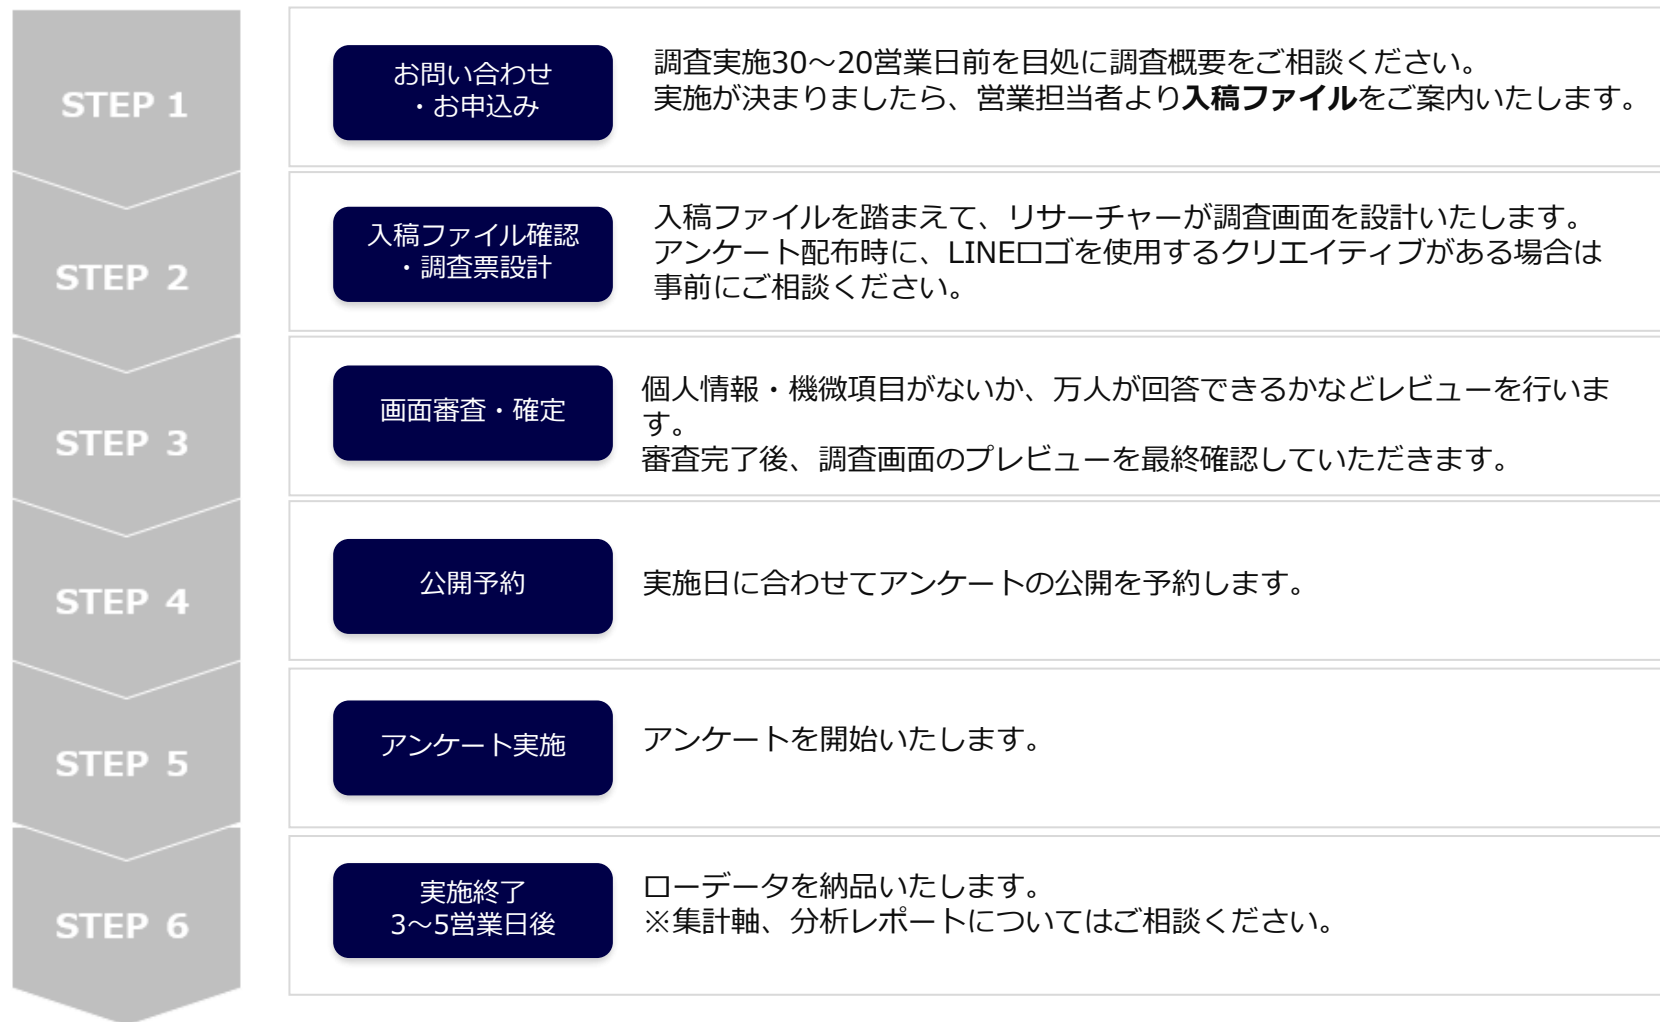 STEP 1
お問い合わせ
・お申込み
調査実施30～20営業日前を目処に調査概要をご相談ください。
実施が決まりましたら、営業担当者より入稿ファイルをご案内いたします。
STEP 2
入稿ファイル確認
・調査票設計
入稿ファイルを踏まえて、リサーチャーが調査画面を設計いたします。
アンケート配布時に、LINEロゴを使用するクリエイティブがある場合は
事前にご相談ください。
STEP 3
画面審査・確定
個人情報・機微項目がないか、万人が回答できるかなどレビューを行いま
す。
審査完了後、調査画面のプレビューを最終確認していただきます。
STEP 4
公開予約
実施日に合わせてアンケートの公開を予約します。
STEP 5
アンケート実施
アンケートを開始いたします。
STEP 6
実施終了
3～5営業日後
ローデータを納品いたします。
※集計軸、分析レポートについてはご相談ください。